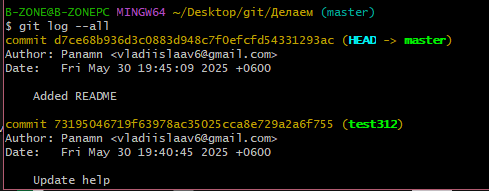 B-ZONE@B-ZONEPC MINGW64 ~/Desktop/git/Делаем (master)
$ git log --all
commit d7ce68b936d3c0883d948c7f0efcfd54331293ac (HEAD -> master)
Author: Panamn <vladiislaav6@gmail.com>
Date:   Fri May 30 19:45:09 2025 +0600

    Added README

commit 73195046719f63978ac35025cca8e729a2a6f755 (test312)
Author: Panamn <vladiislaav6@gmail.com>
Date:   Fri May 30 19:40:45 2025 +0600

    Update help